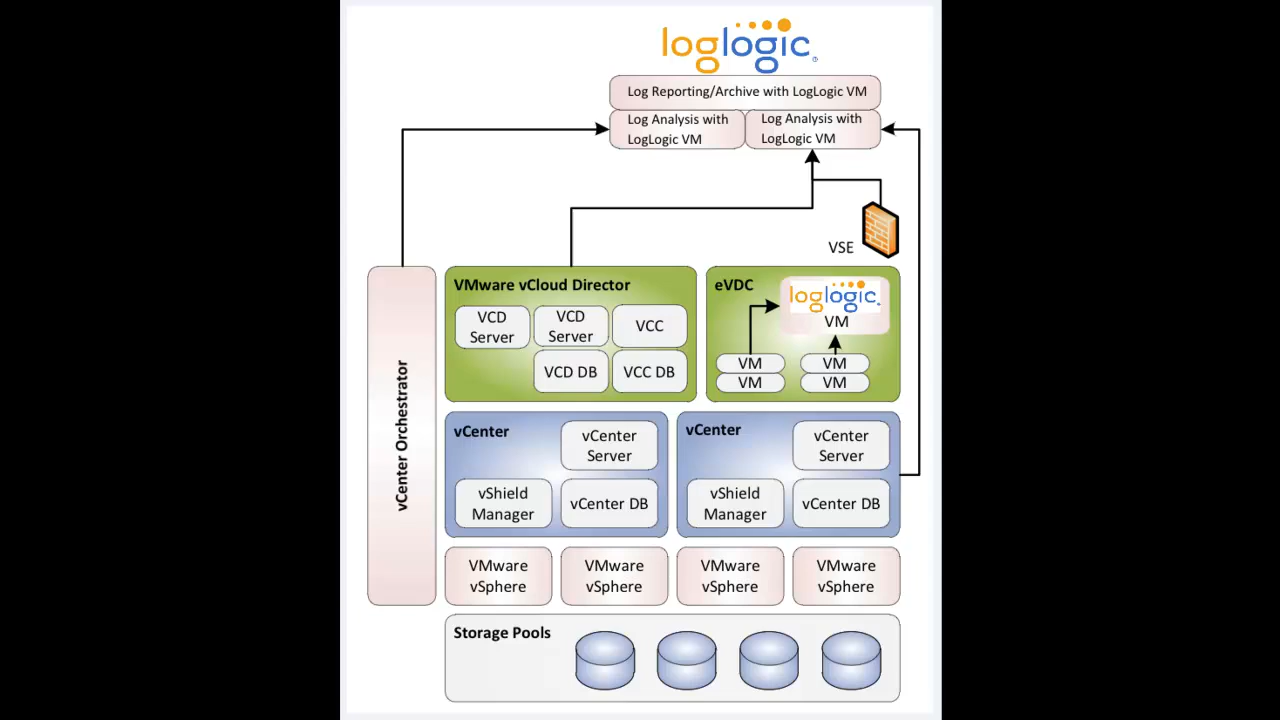 loglogic
Log Reporting/Archive with LogLogic VM
Log Analysis with
LogLogic VM
Log Analysis with
LogLogic VM
VSE
vCenter Orchestrator
VMware vCloud Director
VCD
Server
VCD
Server
VCC
VCD DB
VCC DB
eVDC
loglogic
VM
VM
VM
VM
VM
vCenter
vCenter
Server
vShield
Manager
vCenter DB
vCenter
vCenter
Server
vShield
Manager
vCenter DB
VMware
vSphere
VMware
vSphere
VMware
vSphere
VMware
vSphere
Storage Pools